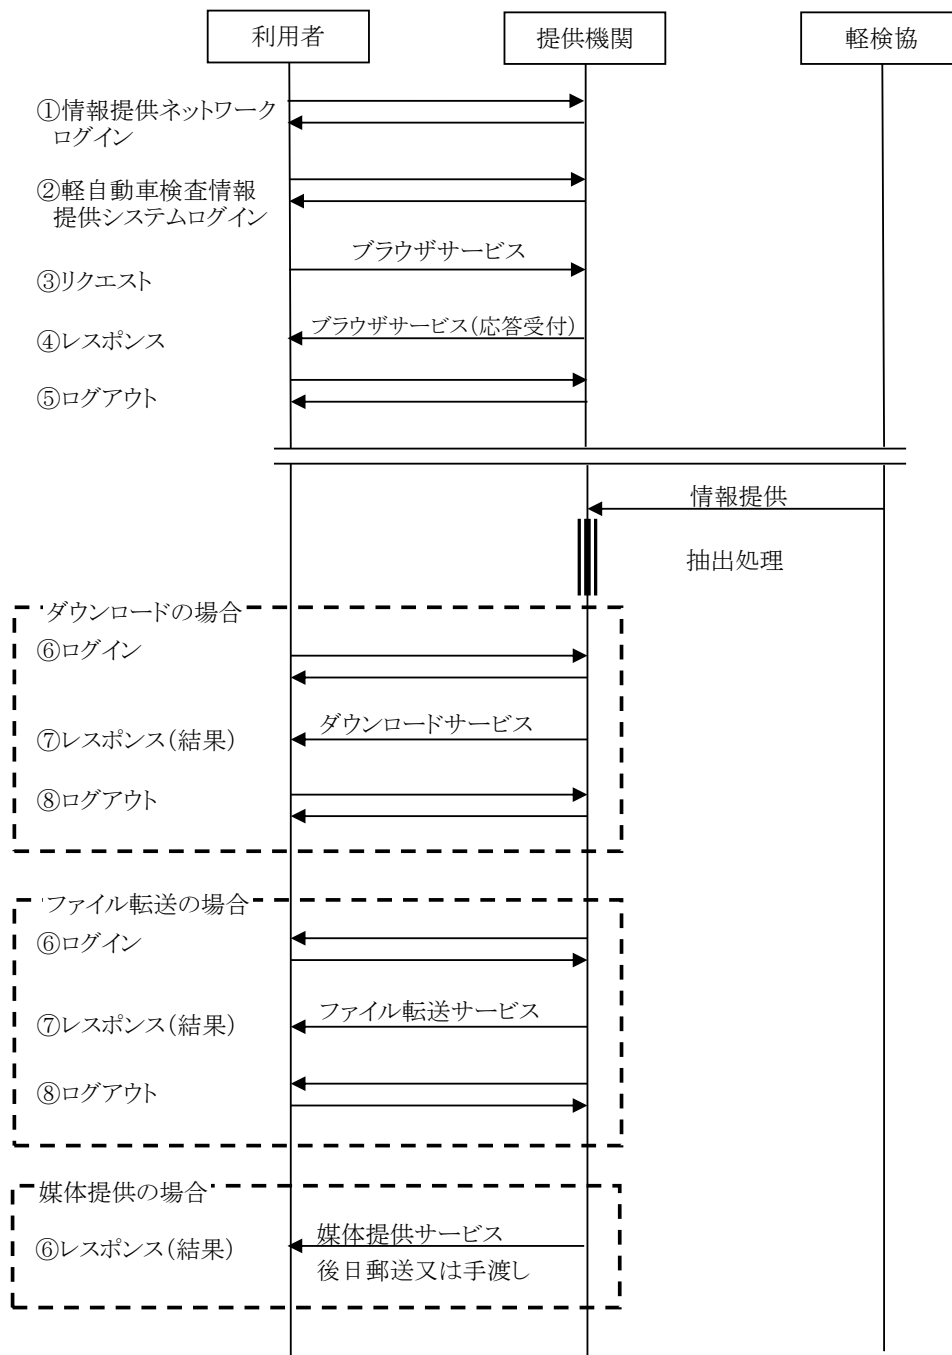 利用者
提供機関
軽検協
①情報提供ネットワーク
ログイン
②軽自動車検査情報
提供システムログイン
ブラウザサービス
③リクエスト
ブラウザサービス(応答受付)
④レスポンス
⑤ログアウト
情報提供
抽出処理
ダウンロードの場合
⑥ログイン
ダウンロードサービス
⑦レスポンス(結果)
⑧ログアウト
ファイル転送の場合
⑥ログイン
ファイル転送サービス
⑦レスポンス(結果)
⑧ログアウト
媒体提供の場合
媒体提供サービス
⑥レスポンス(結果)
後日郵送又は手渡し